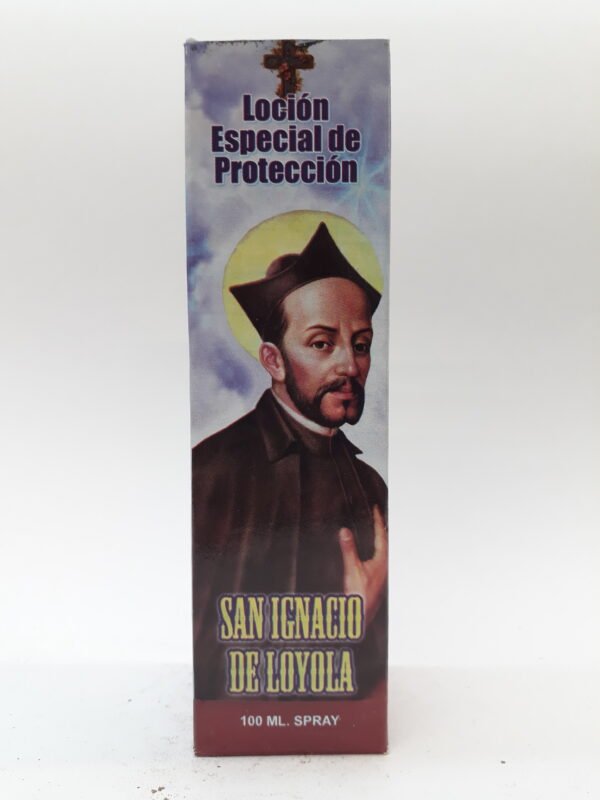 Loción
Especial de
Protección
SAN IGNACIO
DE LOYOLA
100 ML. SPRAY